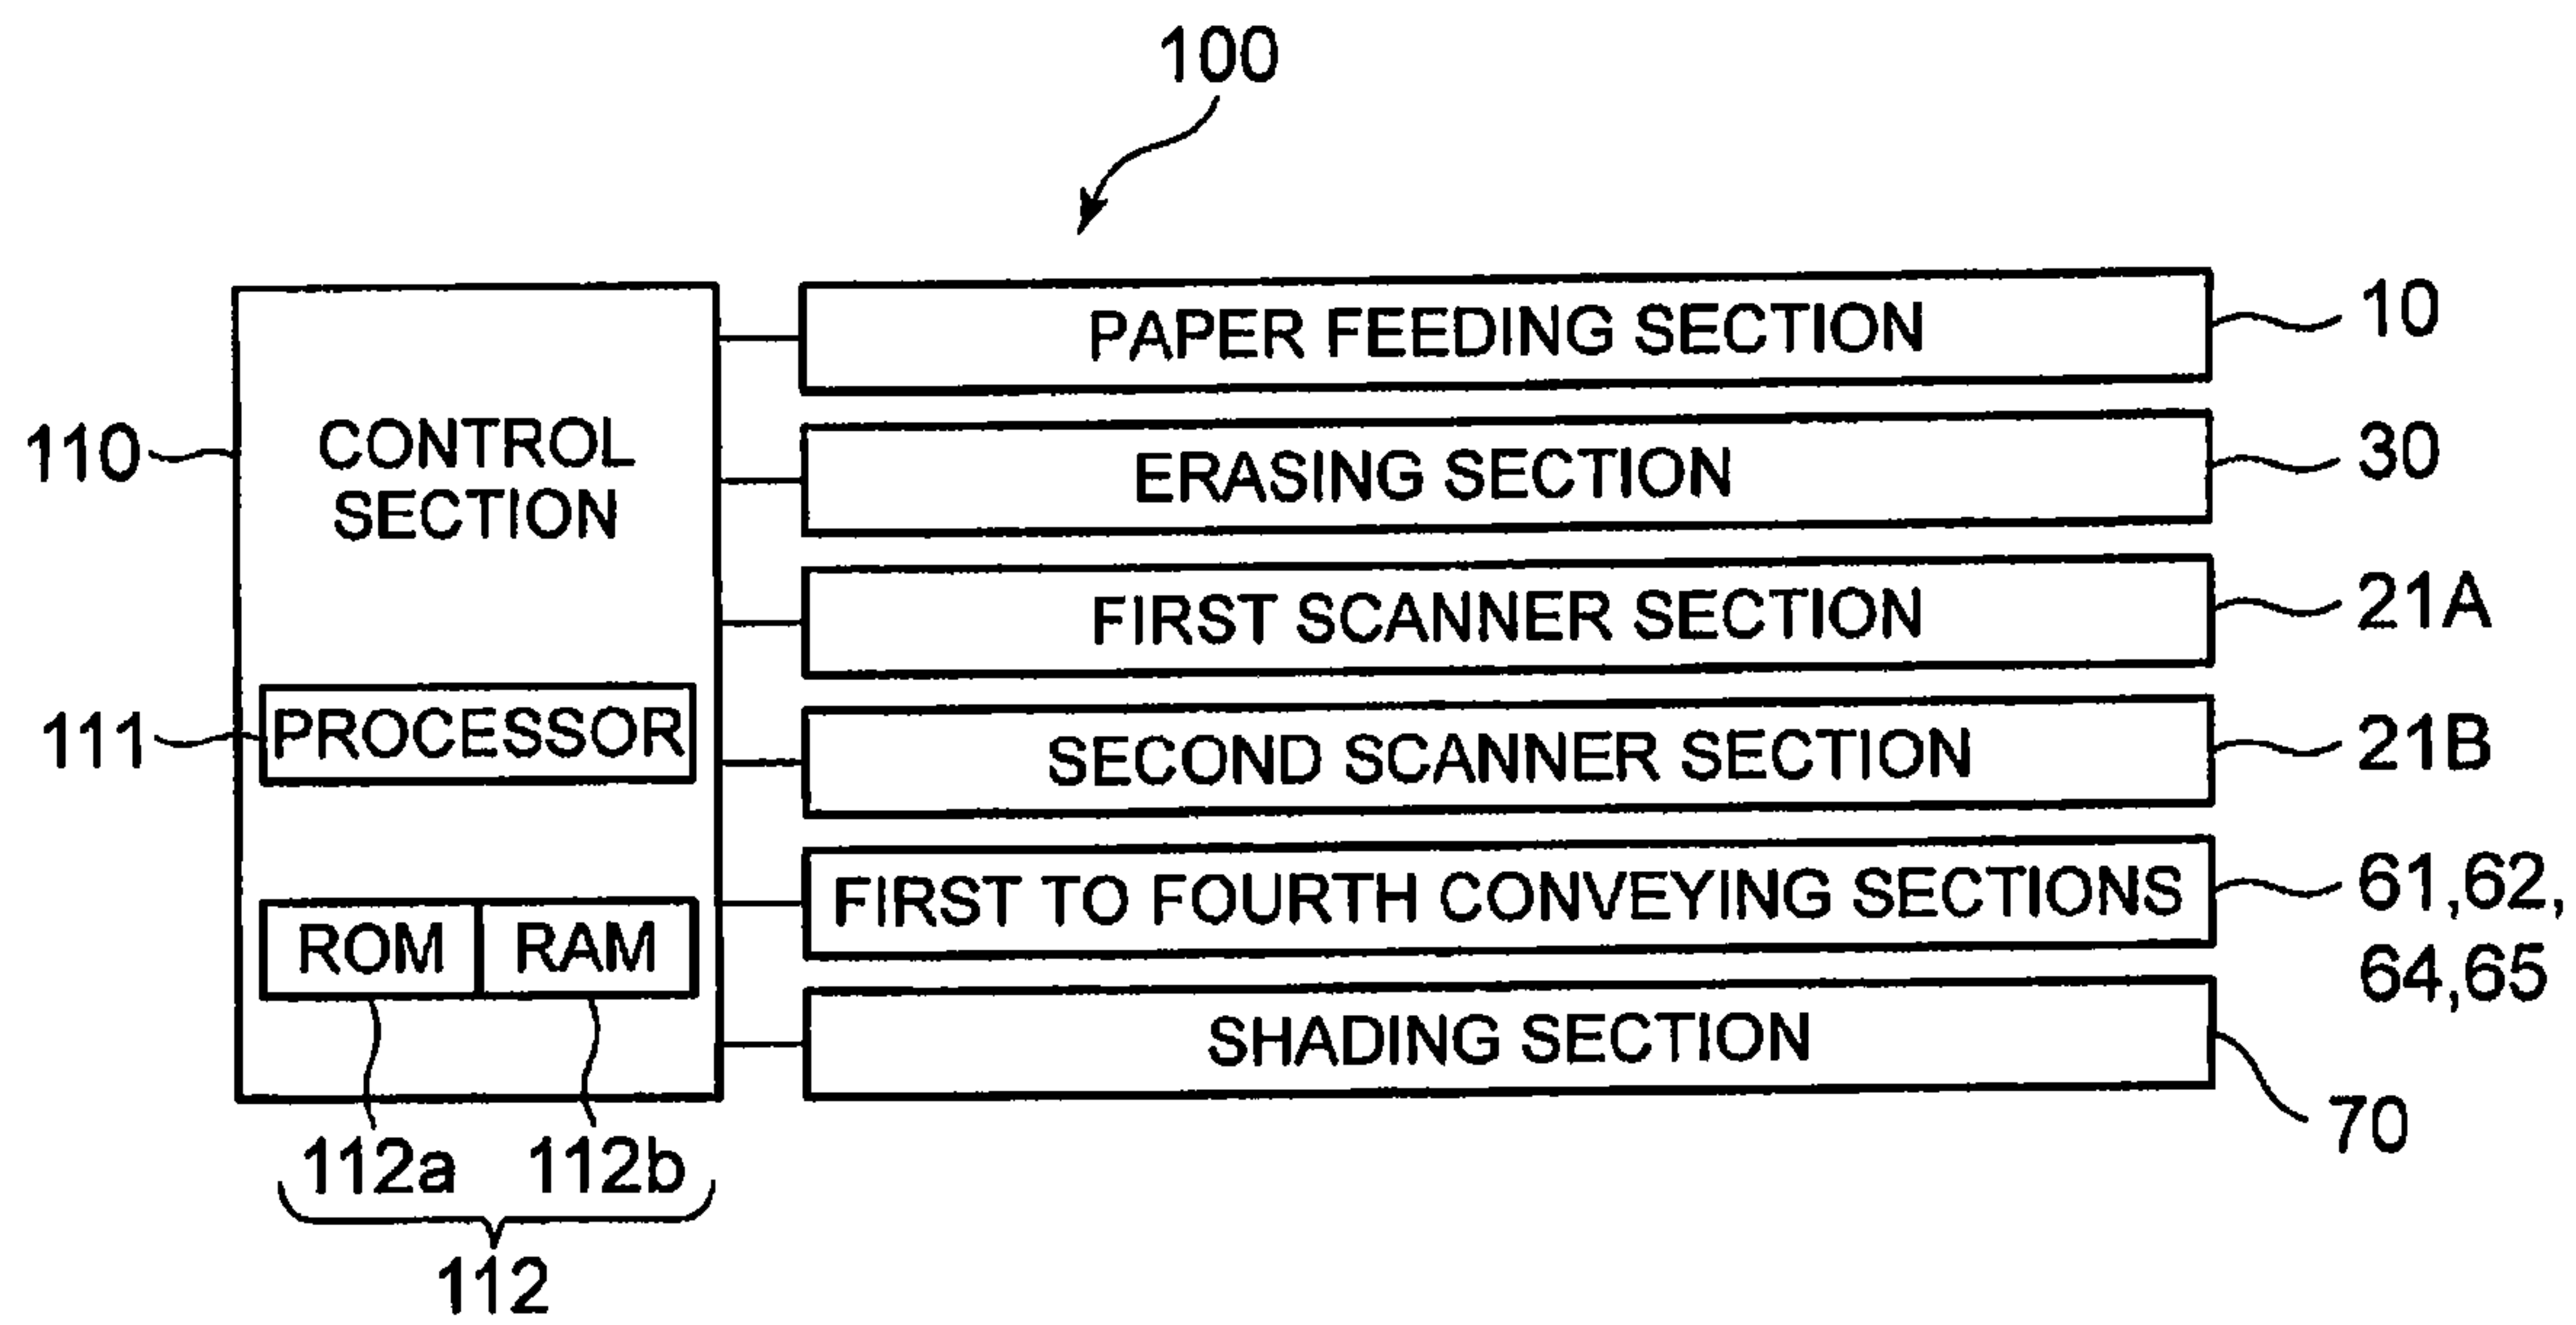 100
PAPER FEEDING SECTION
10
110
CONTROL
SECTION
ERASING SECTION
30
FIRST SCANNER SECTION
21A
111
PROCESSOR
SECOND SCANNER SECTION
21B
FIRST TO FOURTH CONVEYING SECTIONS
61,62,
64,65
ROM
RAM
SHADING SECTION
70
112a
112b
112